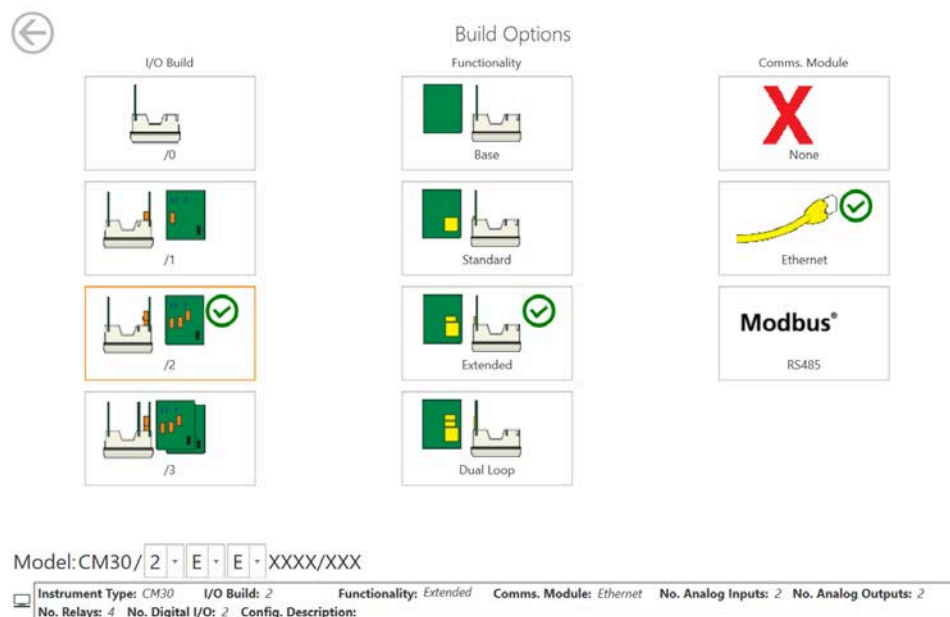 Build Options
I/O Build
Functionality
Comms. Module
/0
Base
None
/1
Standard
Ethernet
/2
Extended
Modbus®
RS485
/3
Dual Loop
Model: CM30/ 2 E E XXXX/XXX
Instrument Type: CM30 I/O Build: 2 Functionality: Extended Comms. Module: Ethernet No. Analog Inputs: 2 No. Analog Outputs: 2
No. Relays: 4 No. Digital I/O: 2 Config. Description: